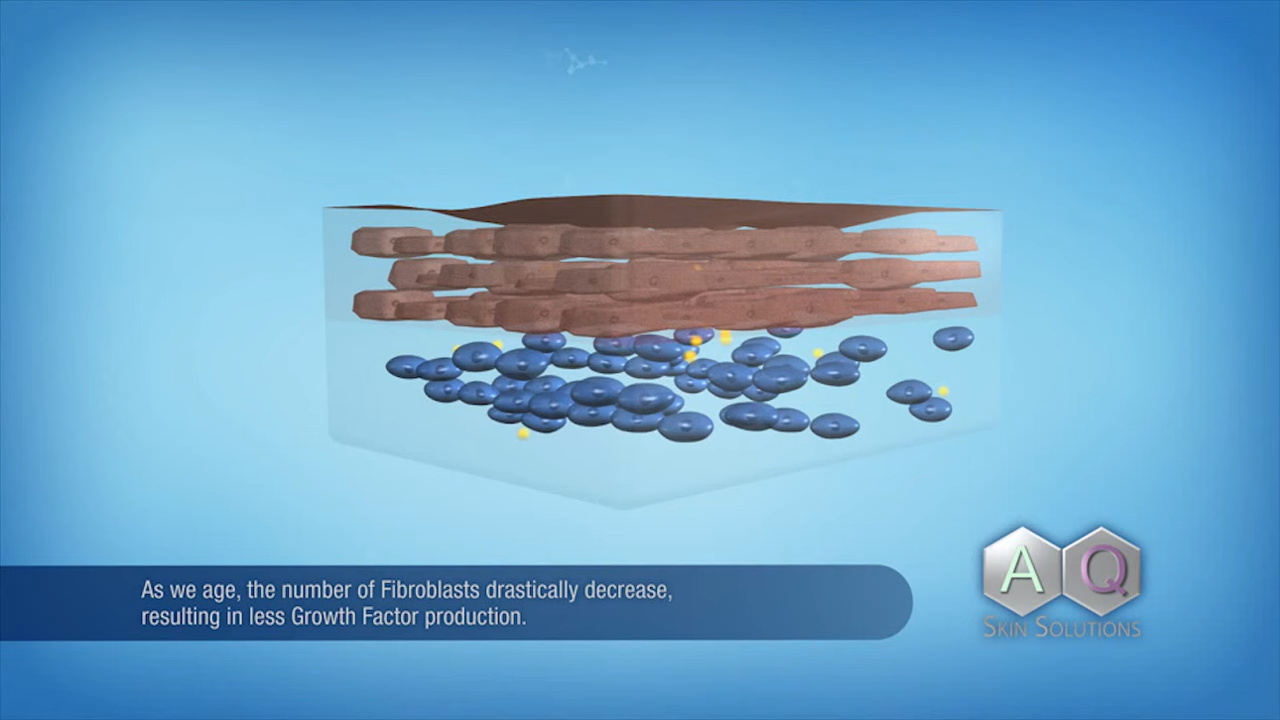 As we age, the number of Fibroblasts drastically decrease,
resulting in less Growth Factor production.
A Q
Skin Solutions